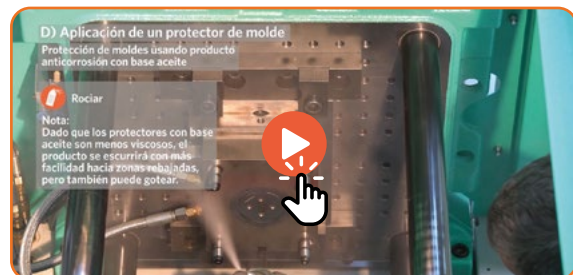 D) Aplicación de un protector de molde
Protección de moldes usando producto
anticorrosión con base aceite
Rociar
Nota:
Dado que los protectores con base
aceite son menos viscosos, el
producto se escurrirá con más
facilidad hacia zonas rebajadas,
pero también puede gotear.